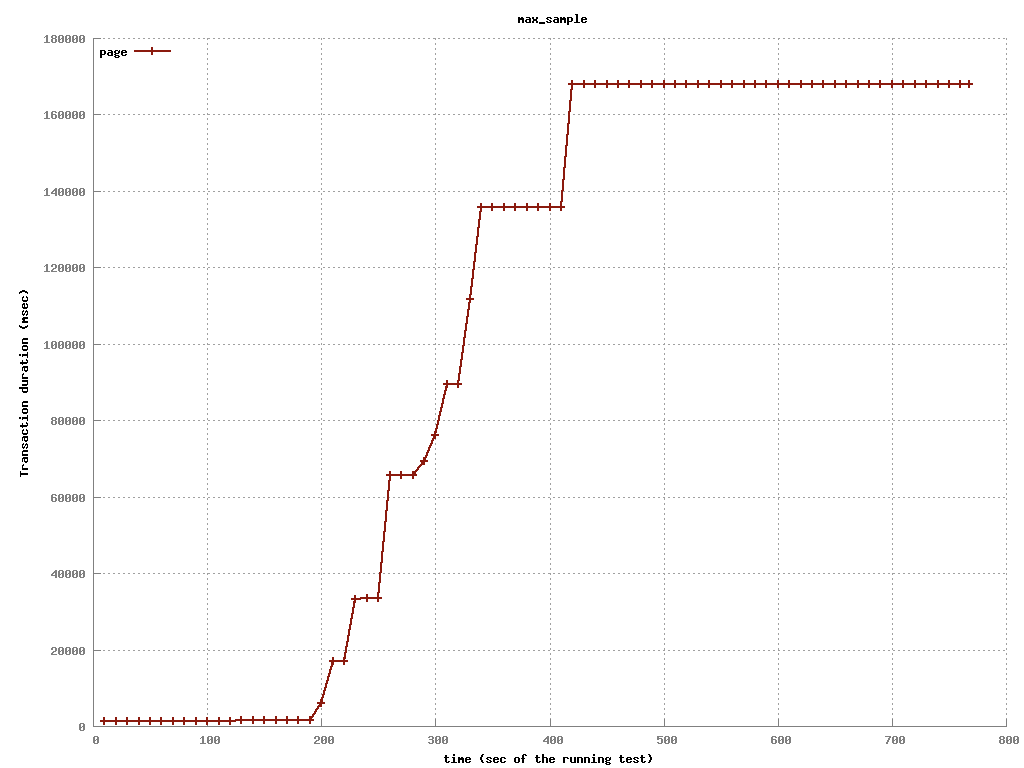 max_sample
page
180000
160000
140000
120000
100000
80000
60000
40000
20000
0
Transaction duration (msec)
0 100 200 300 400 500 600 700 800
time (sec of the running test)